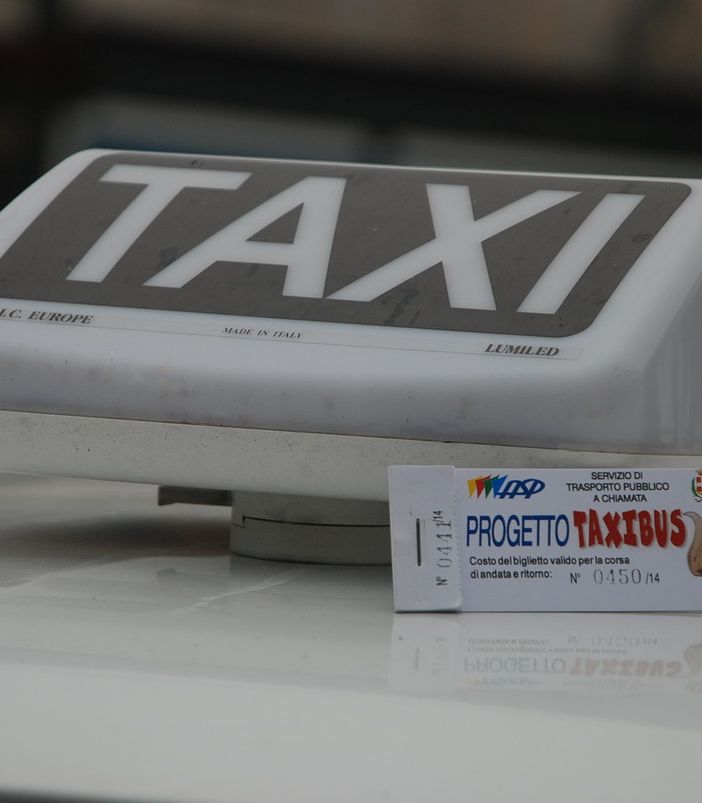 TAXI
I.C. EUROPE
MADE IN ITALY
LUMILED
ASP
SERVIZIO DI
TRASPORTO PUBBLICO
A CHIAMATA
PROGETTO TAXIBUS
Costo del biglietto valido per la corsa
di andata e ritorno: N° 0450/14
N° 0441/14